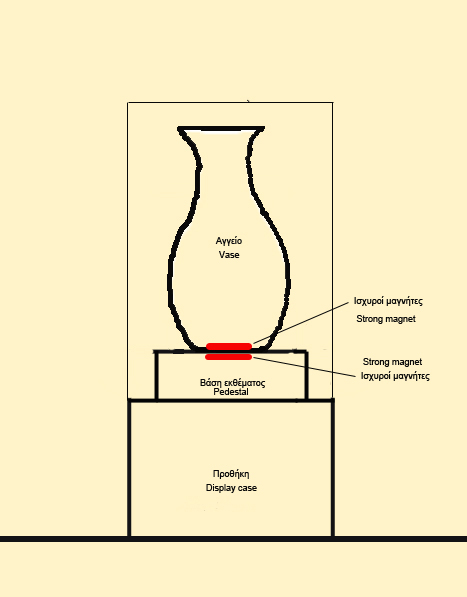 Αγγείο
Vase
Ισχυροί μαγνήτες
Strong magnet
Strong magnet
Ισχυροί μαγνήτες
Βάση εκθέματος
Pedestal
Προθήκη
Display case